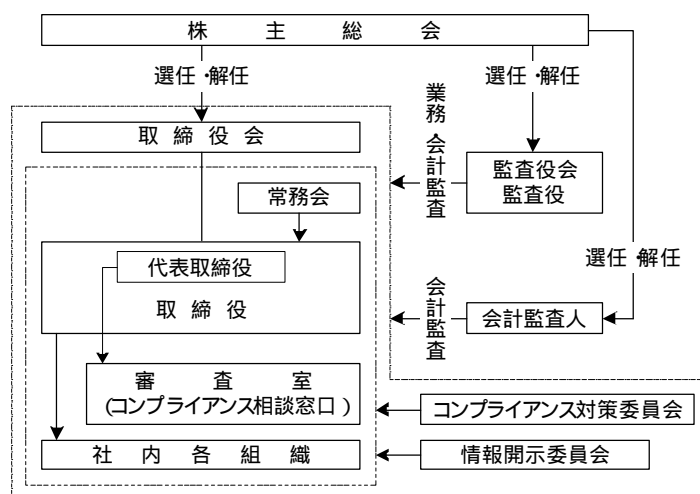 株主総会
選任・解任
選任・解任
業務・会計監査
取締役会
監査役会
監査役
常務会
代表取締役
取締役
選任・解任
会計監査
会計監査人
審査室
(コンプライアンス相談窓口)
コンプライアンス対策委員会
社内各組織
情報開示委員会